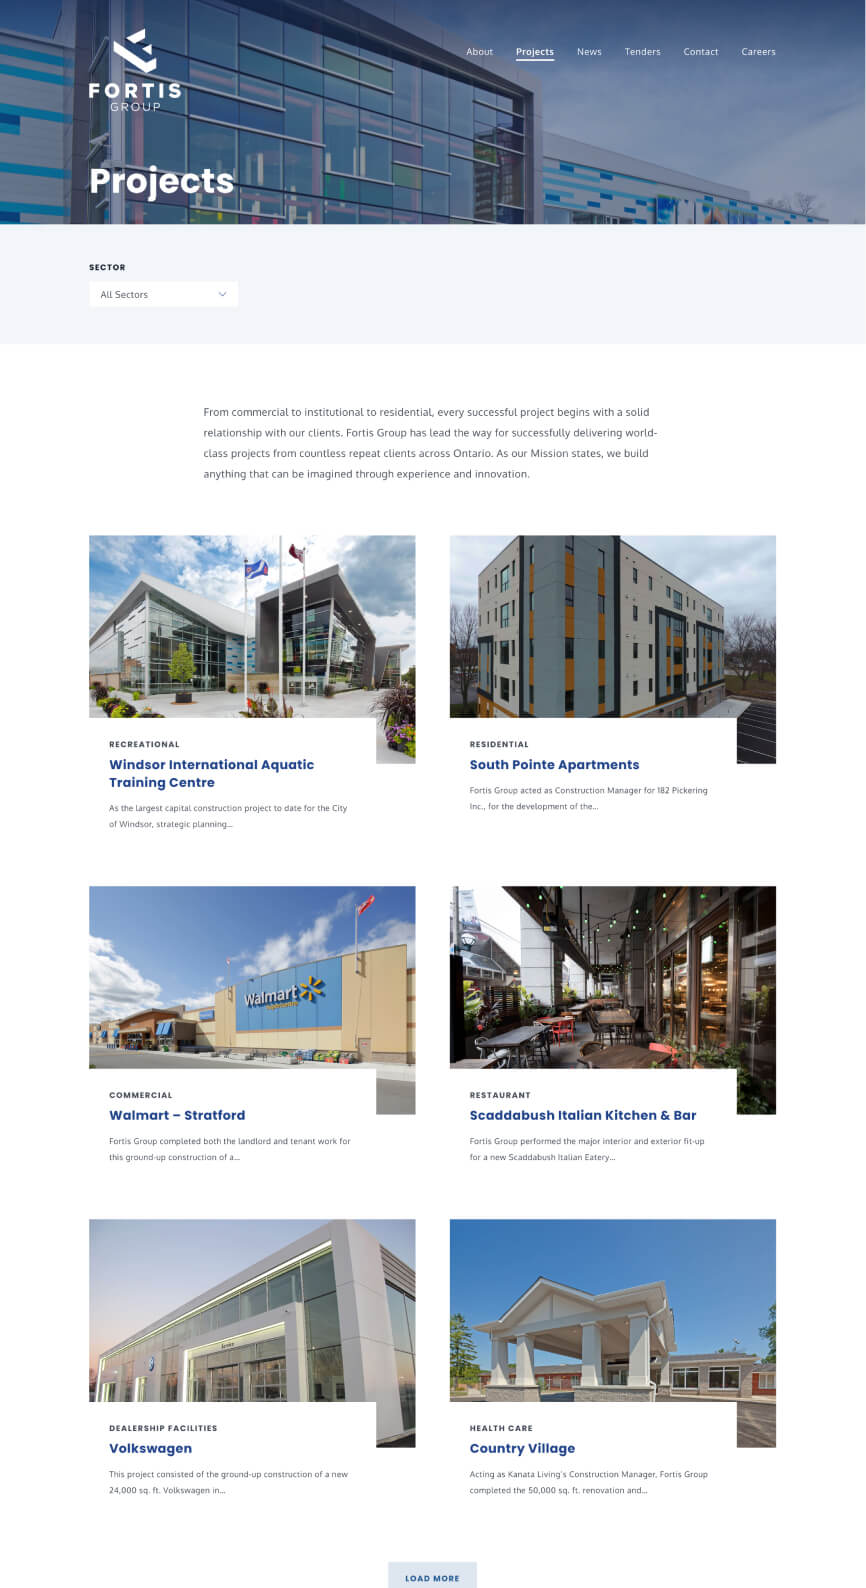 FORTIS
GROUP
About Projects News Tenders Contact Careers
Projects
SECTOR
All Sectors
From commercial to institutional to residential, every successful project begins with a solid
relationship with our clients. Fortis Group has lead the way for successfully delivering world-
class projects from countless repeat clients across Ontario. As our Mission states, we build
anything that can be imagined through experience and innovation.
RECREATIONAL
Windsor International Aquatic
Training Centre
As the largest capital construction project to date for the City
of Windsor, strategic planning...
RESIDENTIAL
South Pointe Apartments
Fortis Group acted as Construction Manager for 182 Pickering
Inc., for the development of the...
Walmart
COMMERCIAL
Walmart – Stratford
Fortis Group completed both the landlord and tenant work for
this ground-up construction of a...
RESTAURANT
Scaddabush Italian Kitchen & Bar
Fortis Group performed the major interior and exterior fit-up
for a new Scaddabush Italian Eatery...
Service
DEALERSHIP FACILITIES
Volkswagen
This project consisted of the ground-up construction of a new
24,000 sq. ft. Volkswagen in...
HEALTH CARE
Country Village
Acting as Kanata Living's Construction Manager, Fortis Group
completed the 50,000 sq. ft. renovation and...
LOAD MORE